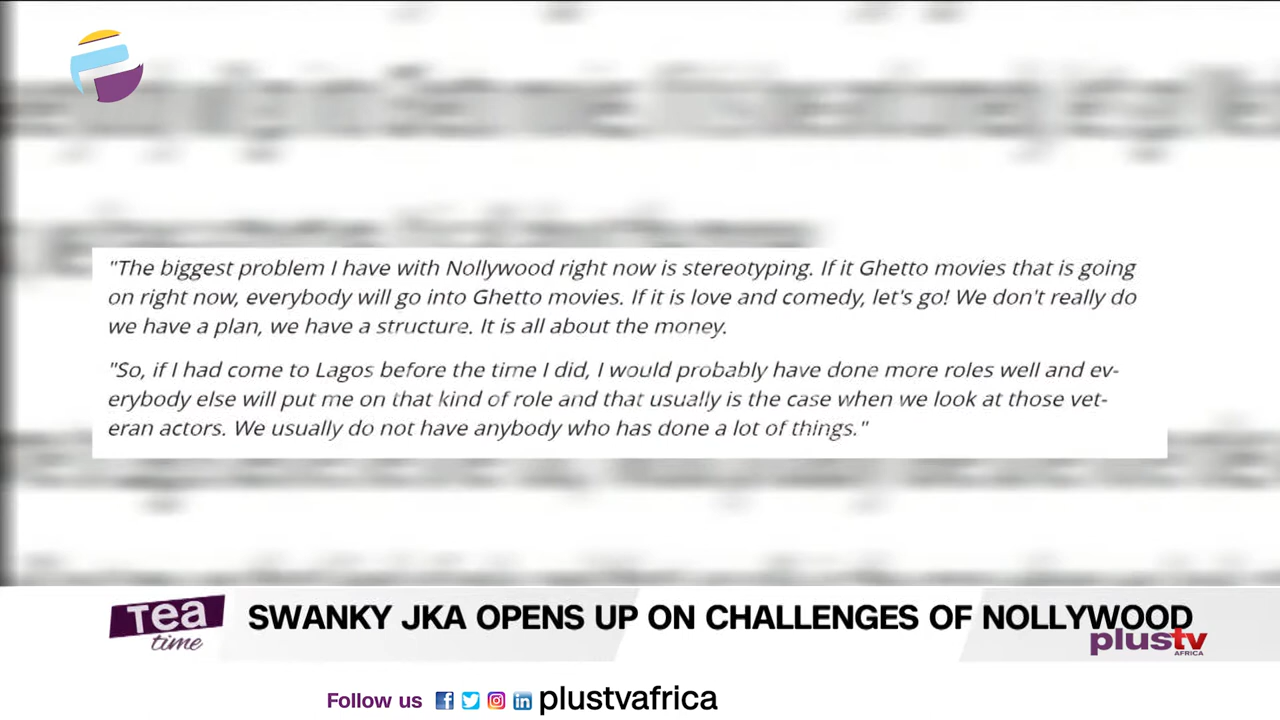 "The biggest problem I have with Nollywood right now is stereotyping. If it Ghetto movies that is going
on right now, everybody will go into Ghetto movies. If it is love and comedy, let's go! We don't really do
we have a plan, we have a structure. It is all about the money.
"So, if I had come to Lagos before the time I did, I would probably have done more roles well and ev-
erybody else will put me on that kind of role and that usually is the case when we look at those vet-
eran actors. We usually do not have anybody who has done a lot of things."
Tea
time
SWANKY JKA OPENS UP ON CHALLENGES OF NOLLYWOOD
plustv
AFRICA
Follow us plustvafrica